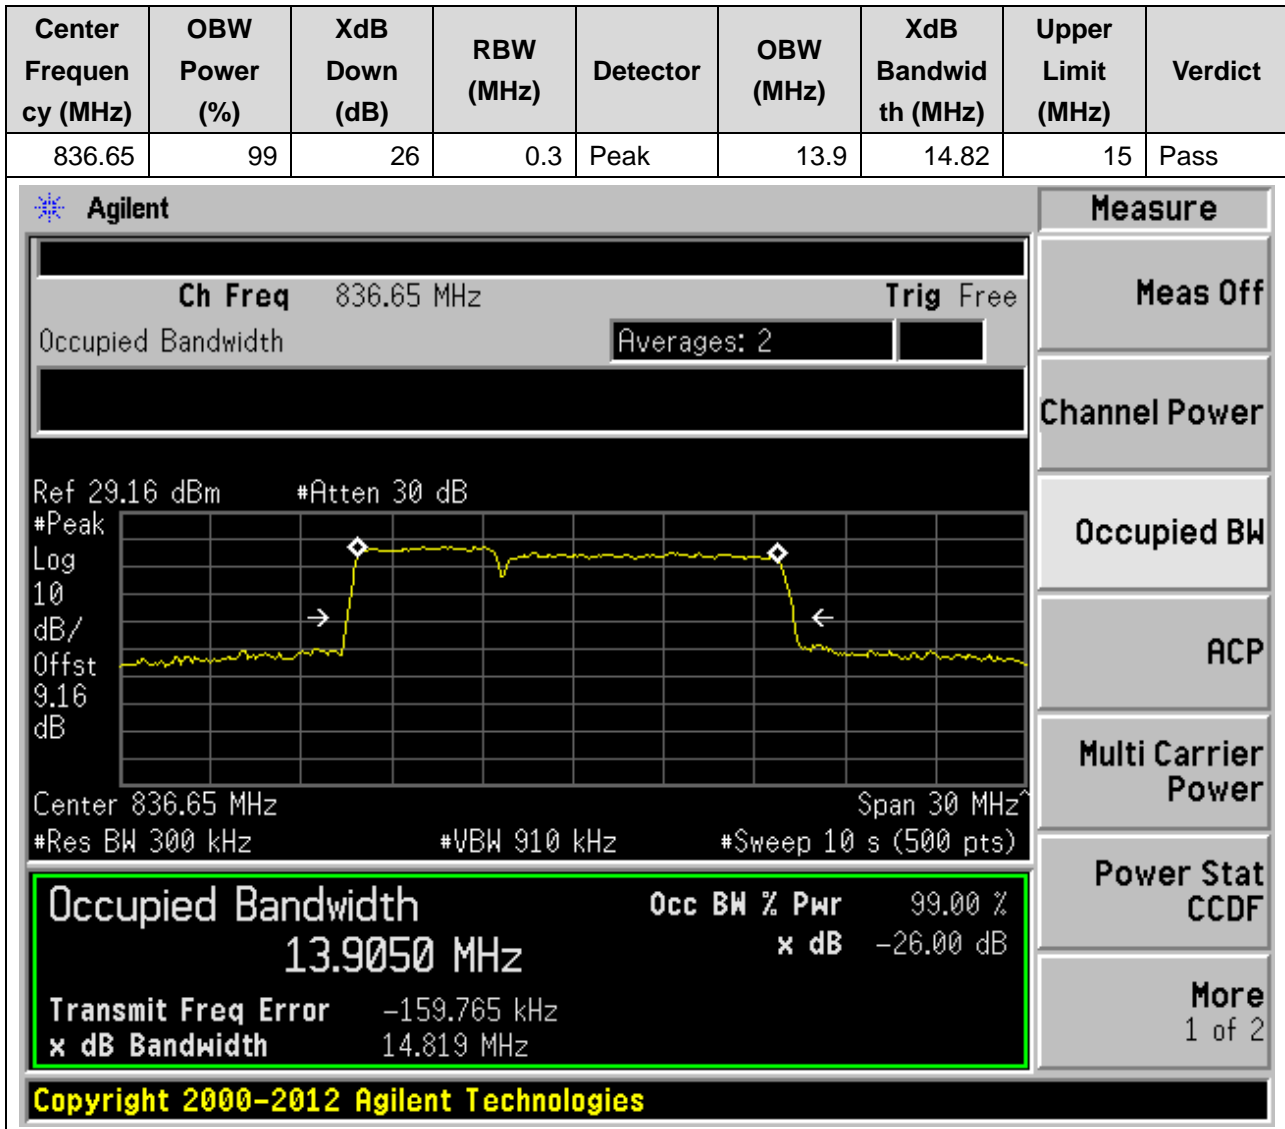 Center Frequen cy (MHz) OBW Power (%) XdB Down (dB) RBW (MHz) Detector OBW (MHz) XdB Bandwid th (MHz) Upper Limit (MHz) Verdict
836.65 99 26 0.3 Peak 13.9 14.82 15 Pass
Agilent
Measure
Ch Freq 836.65 MHz Trig Free
Occupied Bandwidth Averages: 2
Meas Off
Channel Power
Occupied BW
ACP
Multi Carrier
Power
Power Stat
CCDF
More
1 of 2
Ref 29.16 dBm #Atten 30 dB
#Peak
Log
10
dB/
Offst
9.16
dB
Center 836.65 MHz Span 30 MHz^
#Res BW 300 kHz #VBW 910 kHz #Sweep 10 s (500 pts)
Occupied Bandwidth Occ BW % Pwr 99.00 %
13.9050 MHz x dB -26.00 dB
Transmit Freq Error -159.765 kHz
x dB Bandwidth 14.819 MHz
Copyright 2000-2012 Agilent Technologies